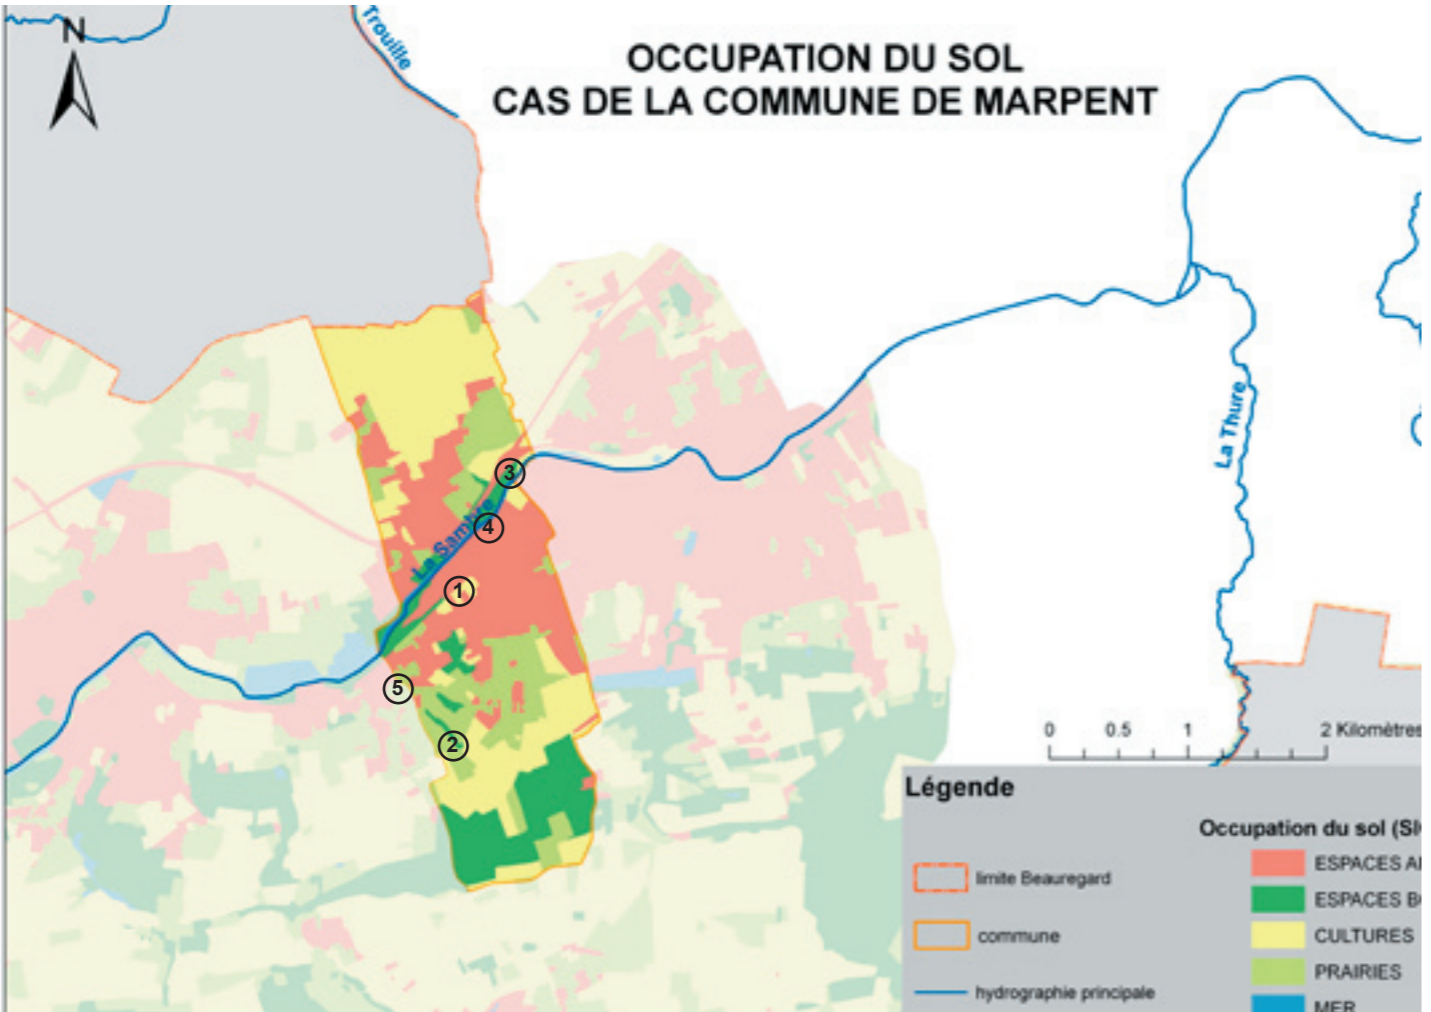 N
Trouille
OCCUPATION DU SOL
CAS DE LA COMMUNE DE MARPENT
La Thure
3
La Sambre
4
1
5
2
0 0.5 1 2 Kilomètres
Légende
Occupation du sol
limite Beauregard
ESPACES
ESPACES
commune
CULTURES
PRAIRIES
hydrographie principale
MER